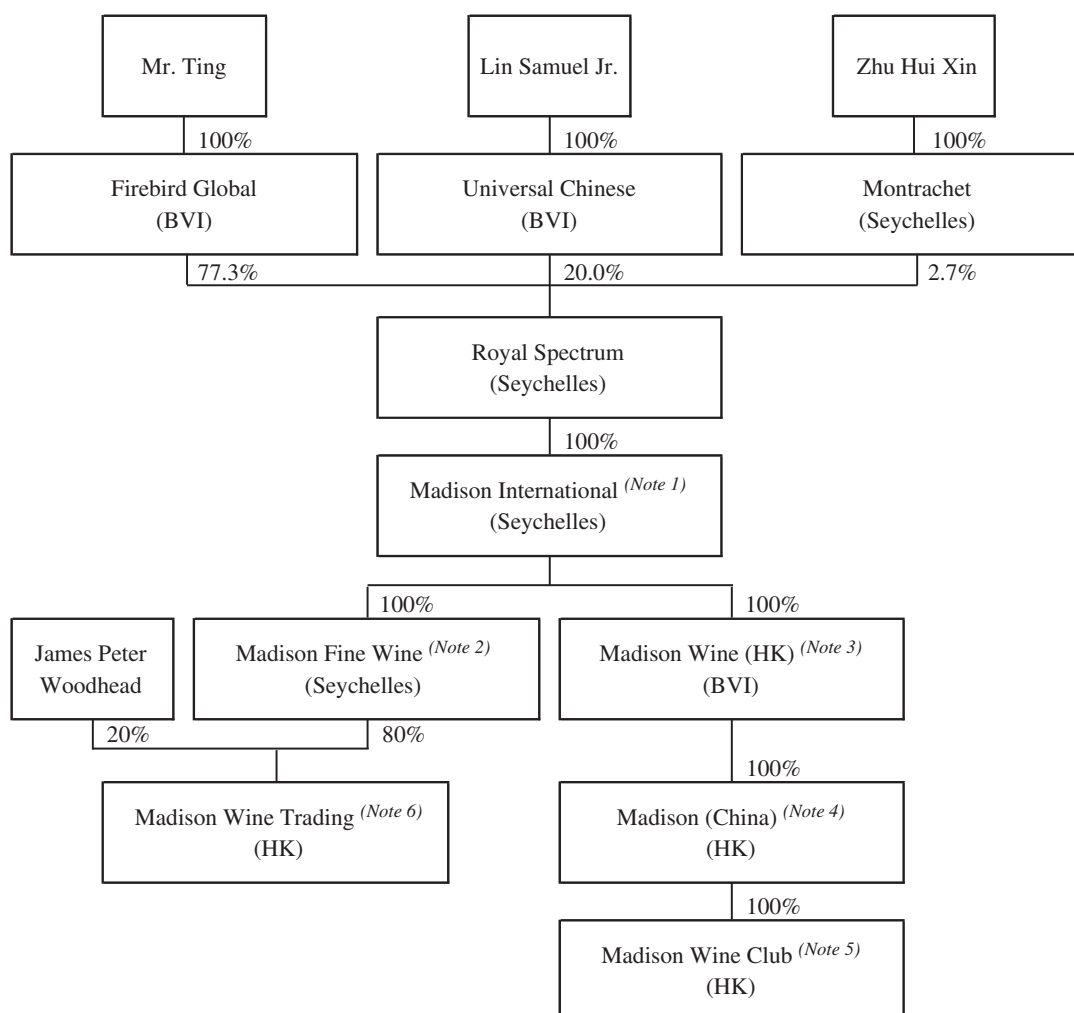 Mr. Ting
Lin Samuel Jr.
Zhu Hui Xin
100%
100%
100%
Firebird Global
(BVI)
Universal Chinese
(BVI)
Montrachet
(Seychelles)
77.3%
20.0%
2.7%
Royal Spectrum
(Seychelles)
100%
Madison International (Note 1)
(Seychelles)
100%
100%
James Peter
Woodhead
Madison Fine Wine (Note 2)
(Seychelles)
Madison Wine (HK) (Note 3)
(BVI)
20%
80%
100%
Madison Wine Trading (Note 6)
(HK)
Madison (China) (Note 4)
(HK)
100%
Madison Wine Club (Note 5)
(HK)